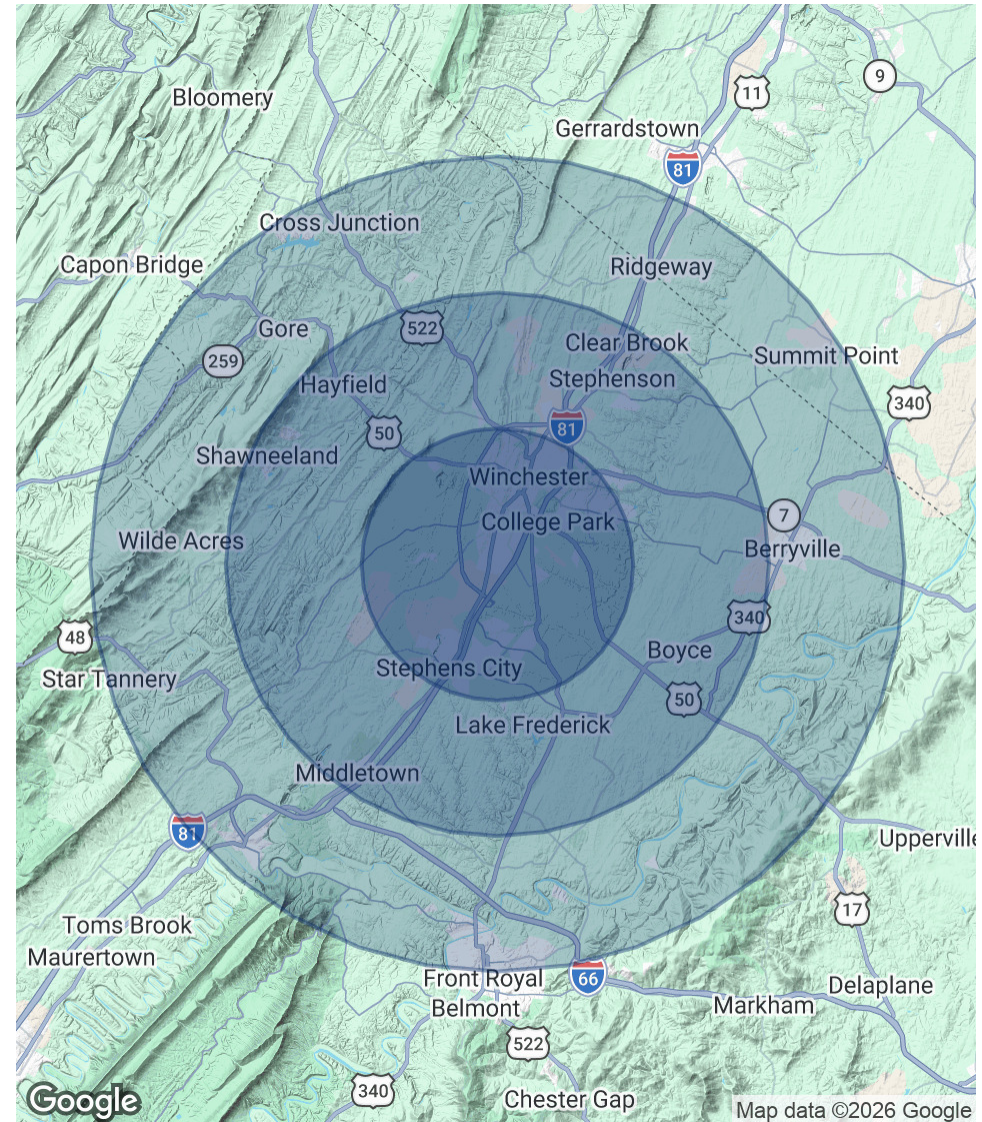 Bloomery
11
9
Gerrardstown
81
Cross Junction
Capon Bridge
Ridgeway
Gore
522
Clear Brook
259
Summit Point
Hayfield
Stephenson
340
50
81
Shawneeland
Winchester
7
College Park
Wilde Acres
Berryville
340
48
Boyce
Star Tannery
Stephens City
50
Lake Frederick
Middletown
81
Upperville
17
Toms Brook
Maurertown
Front Royal
66
Delaplane
Belmont
Markham
522
340
Chester Gap
Google
Map data ©2026 Google